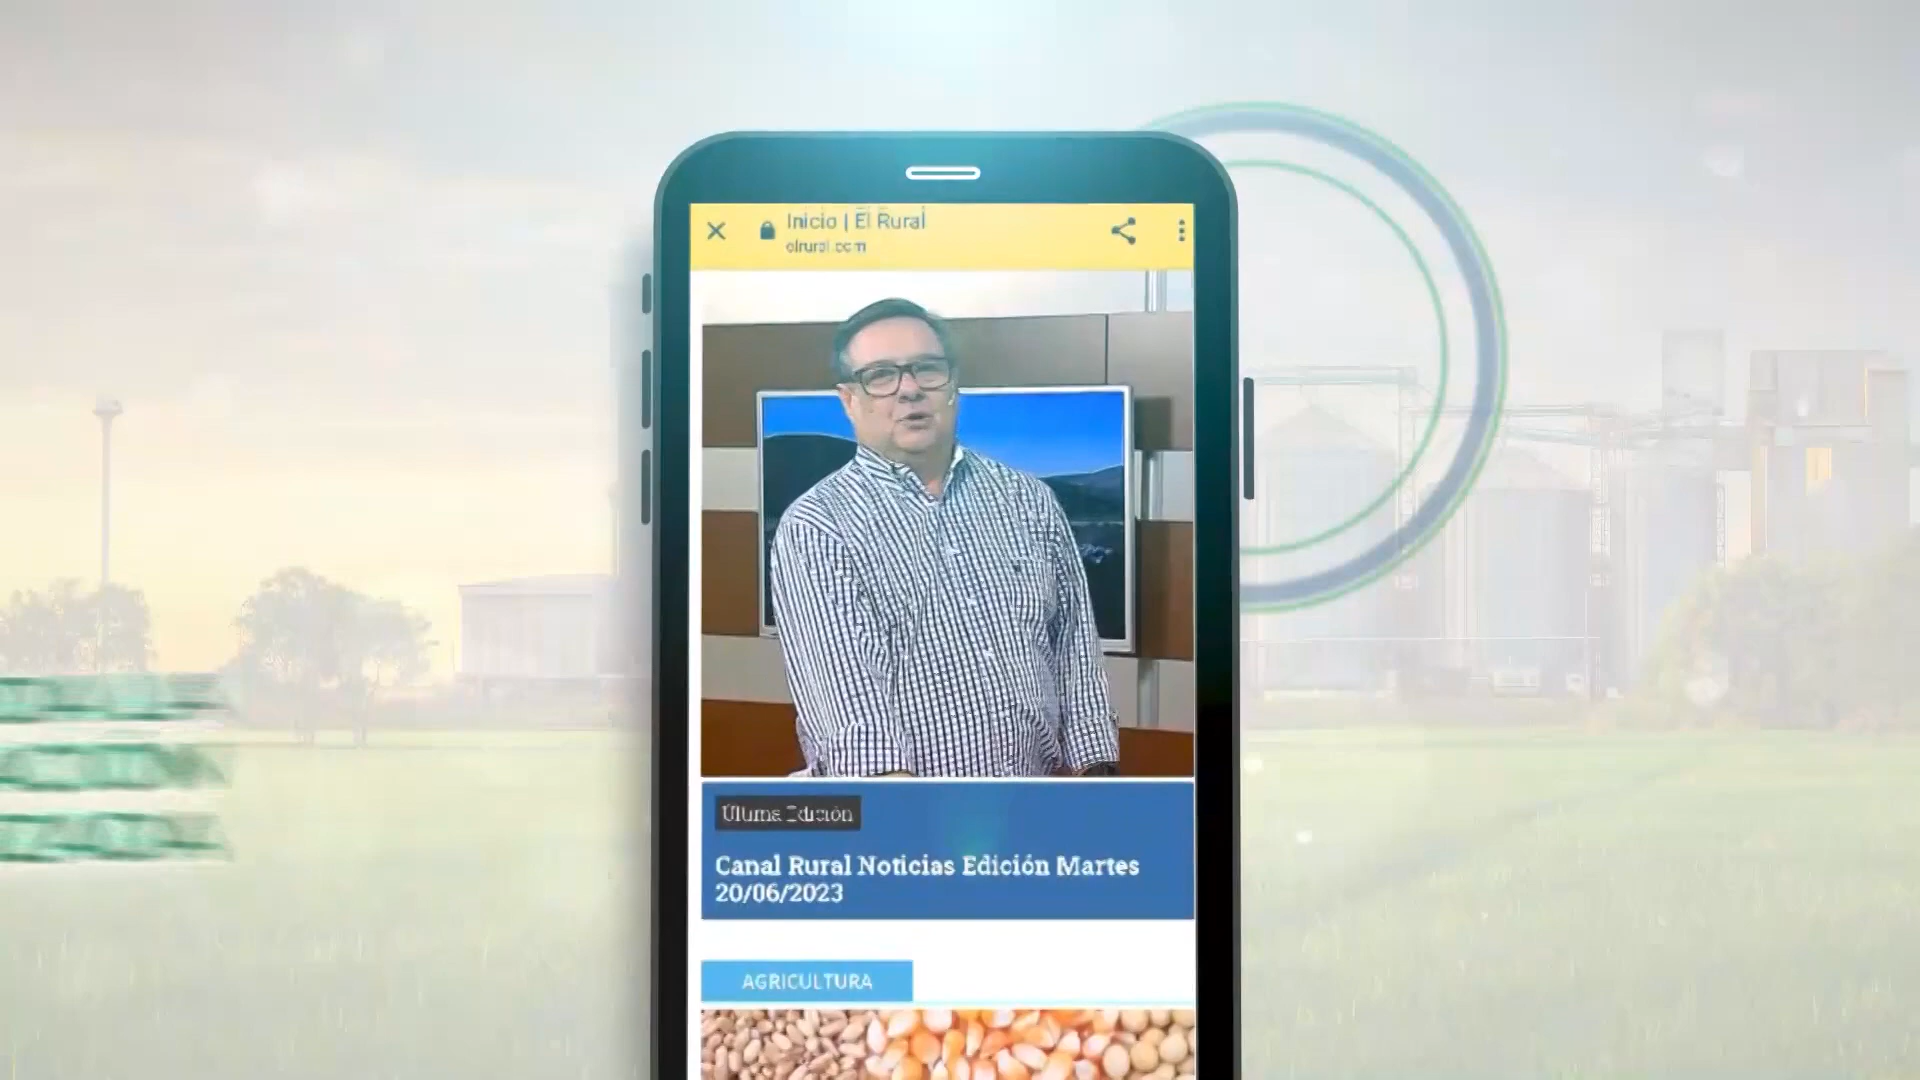 Inicio | El Rural
elrural.com
Última Edición
Canal Rural Noticias Edición Martes
20/06/2023
AGRICULTURA